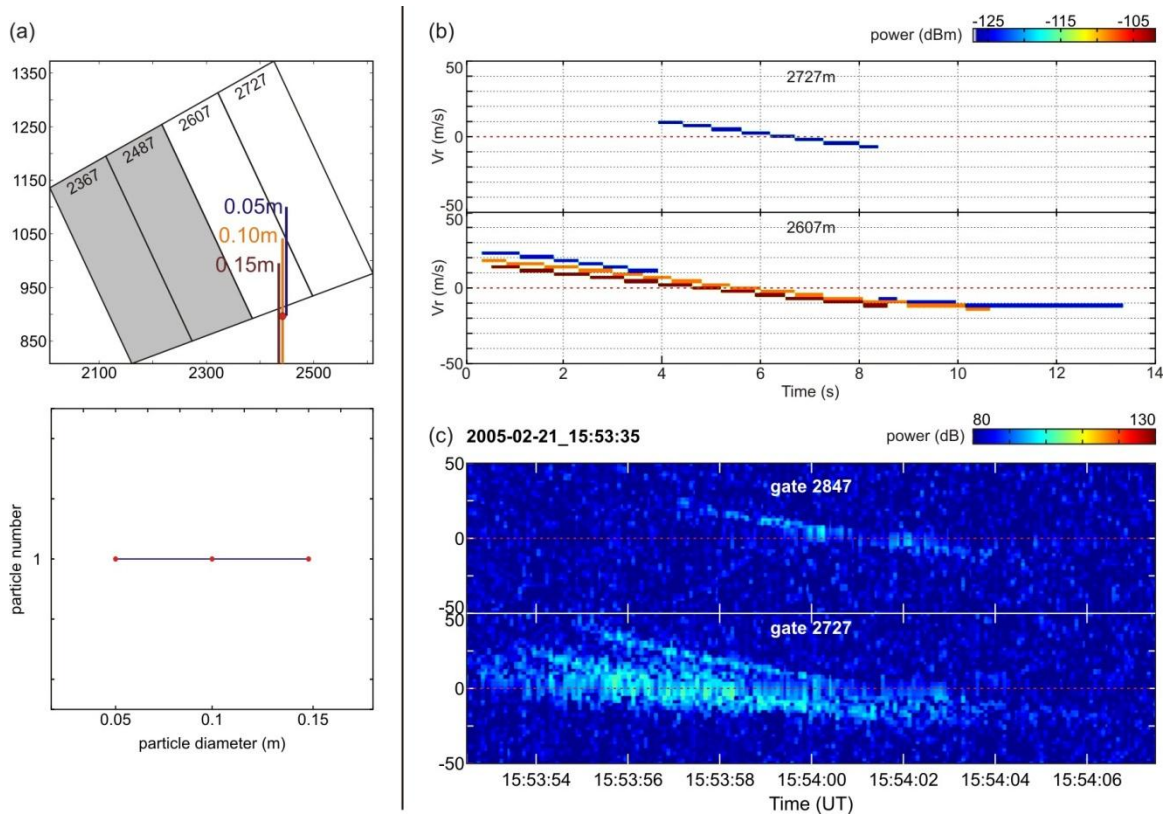 (a)
1350
1250
1150
1050
950
850
2100
2300
2500
2367
2487
2607
2727
0.05m
0.10m
0.15m
particle number
1
0.05
0.1
0.15
particle diameter (m)
(b)
power (dBm)
-125
-115
-105
50
0
-50
Vr (m/s)
2727m
50
0
-50
Vr (m/s)
2607m
0
2
4
6
8
10
12
14
Time (s)
(c)
2005-02-21_15:53:35
power (dB)
80
130
50
0
-50
gate 2847
50
0
-50
gate 2727
15:53:54
15:53:56
15:53:58
15:54:00
15:54:02
15:54:04
15:54:06
Time (UT)